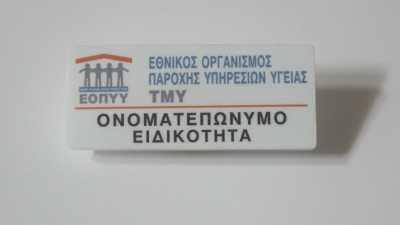 ΕΘΝΙΚΟΣ ΟΡΓΑΝΙΣΜΟΣ
ΠΑΡΟΧΗΣ ΥΠΗΡΕΣΙΩΝ ΥΓΕΙΑΣ
ΕΟΠΥΥ ΤΜΥ
ΟΝΟΜΑΤΕΠΩΝΥΜΟ
ΕΙΔΙΚΟΤΗΤΑ